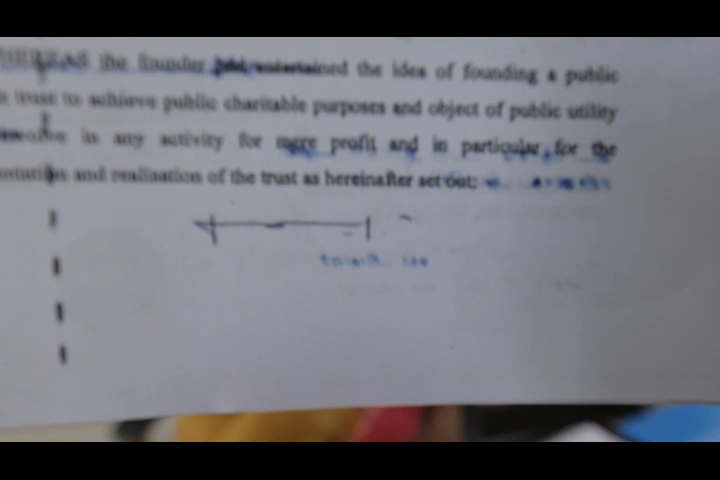 WHEREAS the founder had entertained the idea of founding a public
trust to achieve public charitable purposes and object of public utility
in any activity for mere profit and in particular for the
and realisation of the trust as hereinafter set out: